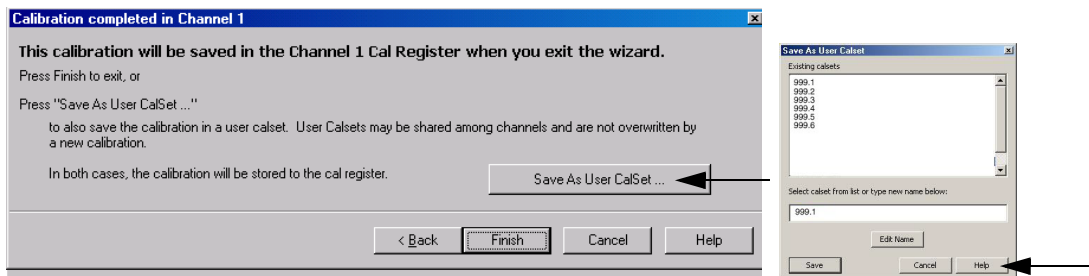 Calibration completed in Channel 1
This calibration will be saved in the Channel 1 Cal Register when you exit the wizard.
Press Finish to exit, or
Press "Save As User CalSet ..."
to also save the calibration in a user calset. User Calsets may be shared among channels and are not overwritten by
a new calibration.
In both cases, the calibration will be stored to the cal register.
Save As User CalSet ...
< Back
Finish
Cancel
Help
Save As User Calset
Existing calsets
999.1
999.2
999.3
999.4
999.5
999.6
Select calset from list or type new name below:
999.1
Edit Name
Save
Cancel
Help